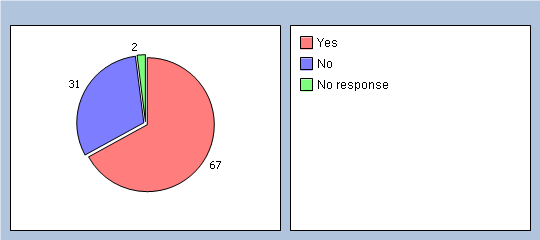 2
31
67
Yes
No
No response